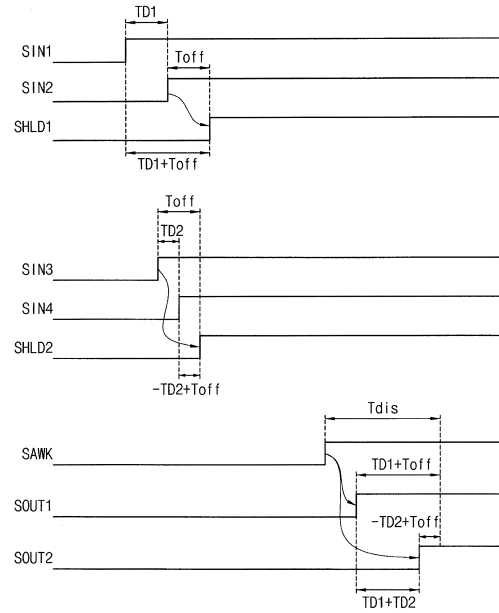 TD1
SIN1
Toff
SIN2
SHLD1
TD1+Toff
Toff
TD2
SIN3
SIN4
SHLD2
-TD2+Toff
Tdis
SAWK
TD1+Toff
SOUT1
-TD2+Toff
SOUT2
TD1+TD2